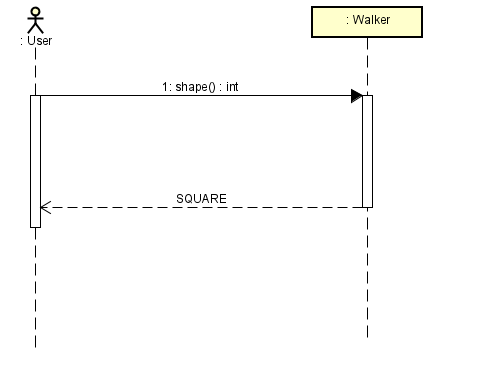 : User
: Walker
1: shape() : int
SQUARE